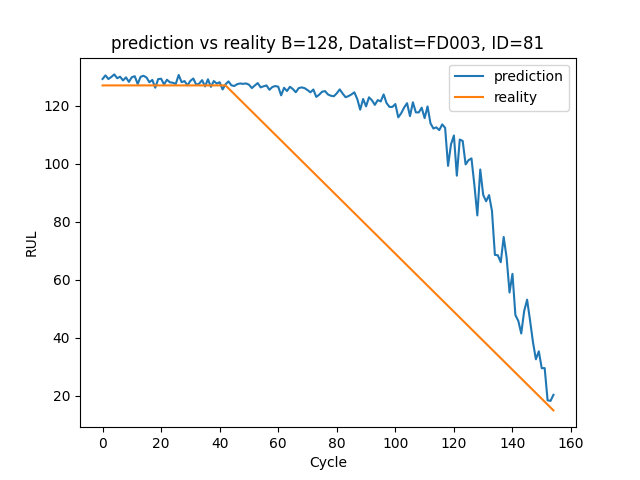 prediction vs reality B=128, Datalist=FD003, ID=81
prediction
reality
RUL
120
100
80
60
40
20
0 20 40 60 80 100 120 140 160
Cycle